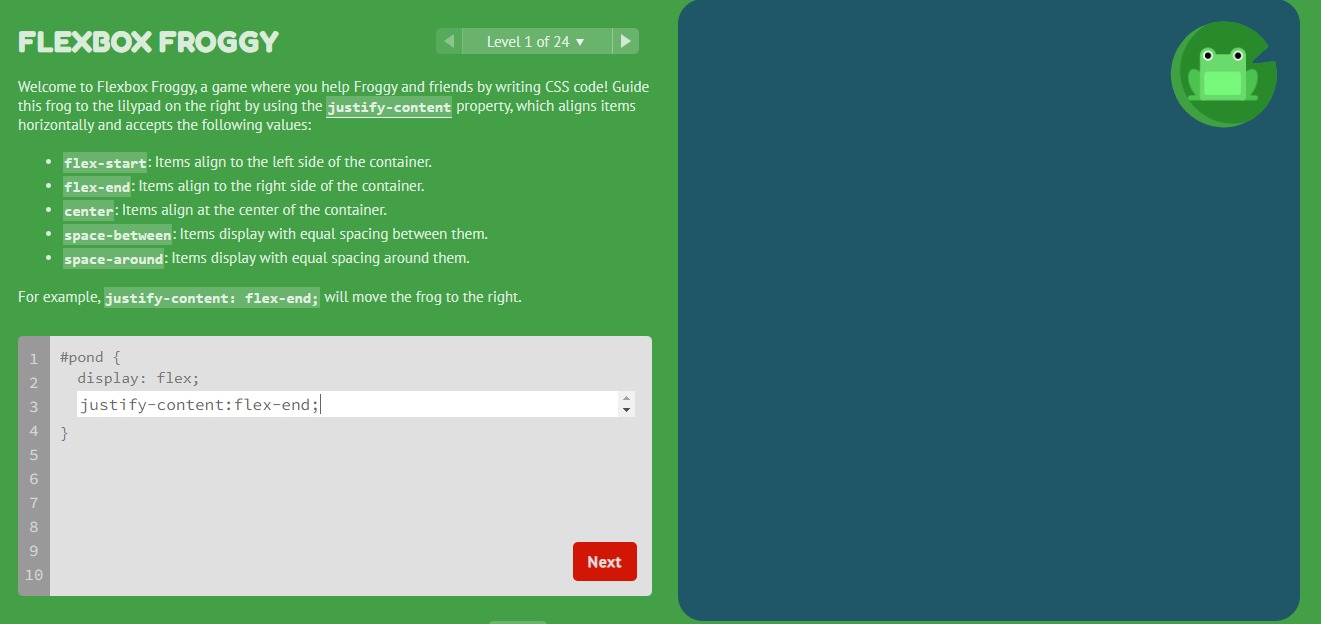 FLEXBOX FROGGY
◀ Level 1 of 24 ▼ ▶
Welcome to Flexbox Froggy, a game where you help Froggy and friends by writing CSS code! Guide
this frog to the lilypad on the right by using the justify-content property, which aligns items
horizontally and accepts the following values:
• flex-start: Items align to the left side of the container.
• flex-end: Items align to the right side of the container.
• center: Items align at the center of the container.
• space-between: Items display with equal spacing between them.
• space-around: Items display with equal spacing around them.
For example, justify-content: flex-end; will move the frog to the right.
1 #pond {
2 display: flex;
3 justify-content:flex-end;
4 }
5
6
7
8
9
10
Next